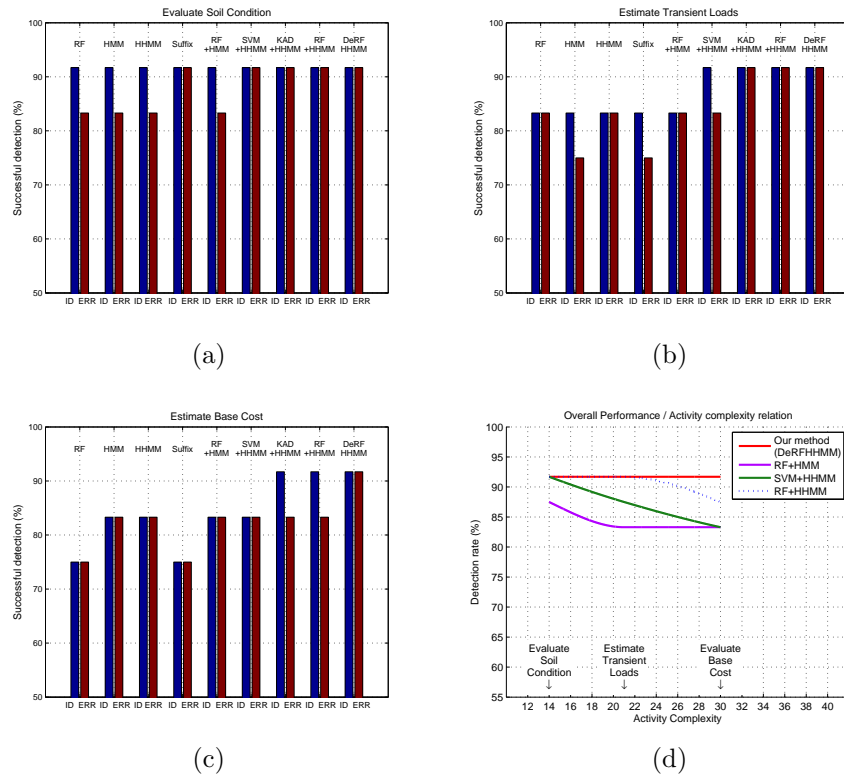 Evaluate Soil Condition
100
90
80
70
60
50
Successful detection (%)
RF HMM HHMM Suffix RF +HMM SVM +HHMM KAD +HHMM RF +HHMM DeRF HHMM
ID ERR ID ERR ID ERR ID ERR ID ERR ID ERR ID ERR ID ERR ID ERR
(a)
Estimate Transient Loads
100
90
80
70
60
50
Successful detection (%)
RF HMM HHMM Suffix RF +HMM SVM +HHMM KAD +HHMM RF +HHMM DeRF HHMM
ID ERR ID ERR ID ERR ID ERR ID ERR ID ERR ID ERR ID ERR ID ERR
(b)
Estimate Base Cost
100
90
80
70
60
50
Successful detection (%)
RF HMM HHMM Suffix RF +HMM SVM +HHMM KAD +HHMM RF +HHMM DeRF HHMM
ID ERR ID ERR ID ERR ID ERR ID ERR ID ERR ID ERR ID ERR ID ERR
(c)
Overall Performance / Activity complexity relation
100
95
90
85
80
75
70
65
60
55
Detection rate (%)
Our method
(DeRFHHMM)
RF+HMM
SVM+HHMM
RF+HHMM
Evaluate
Soil
Condition
↓
Estimate
Transient
Loads
↓
Evaluate
Base
Cost
↓
12 14 16 18 20 22 24 26 28 30 32 34 36 38 40
Activity Complexity
(d)